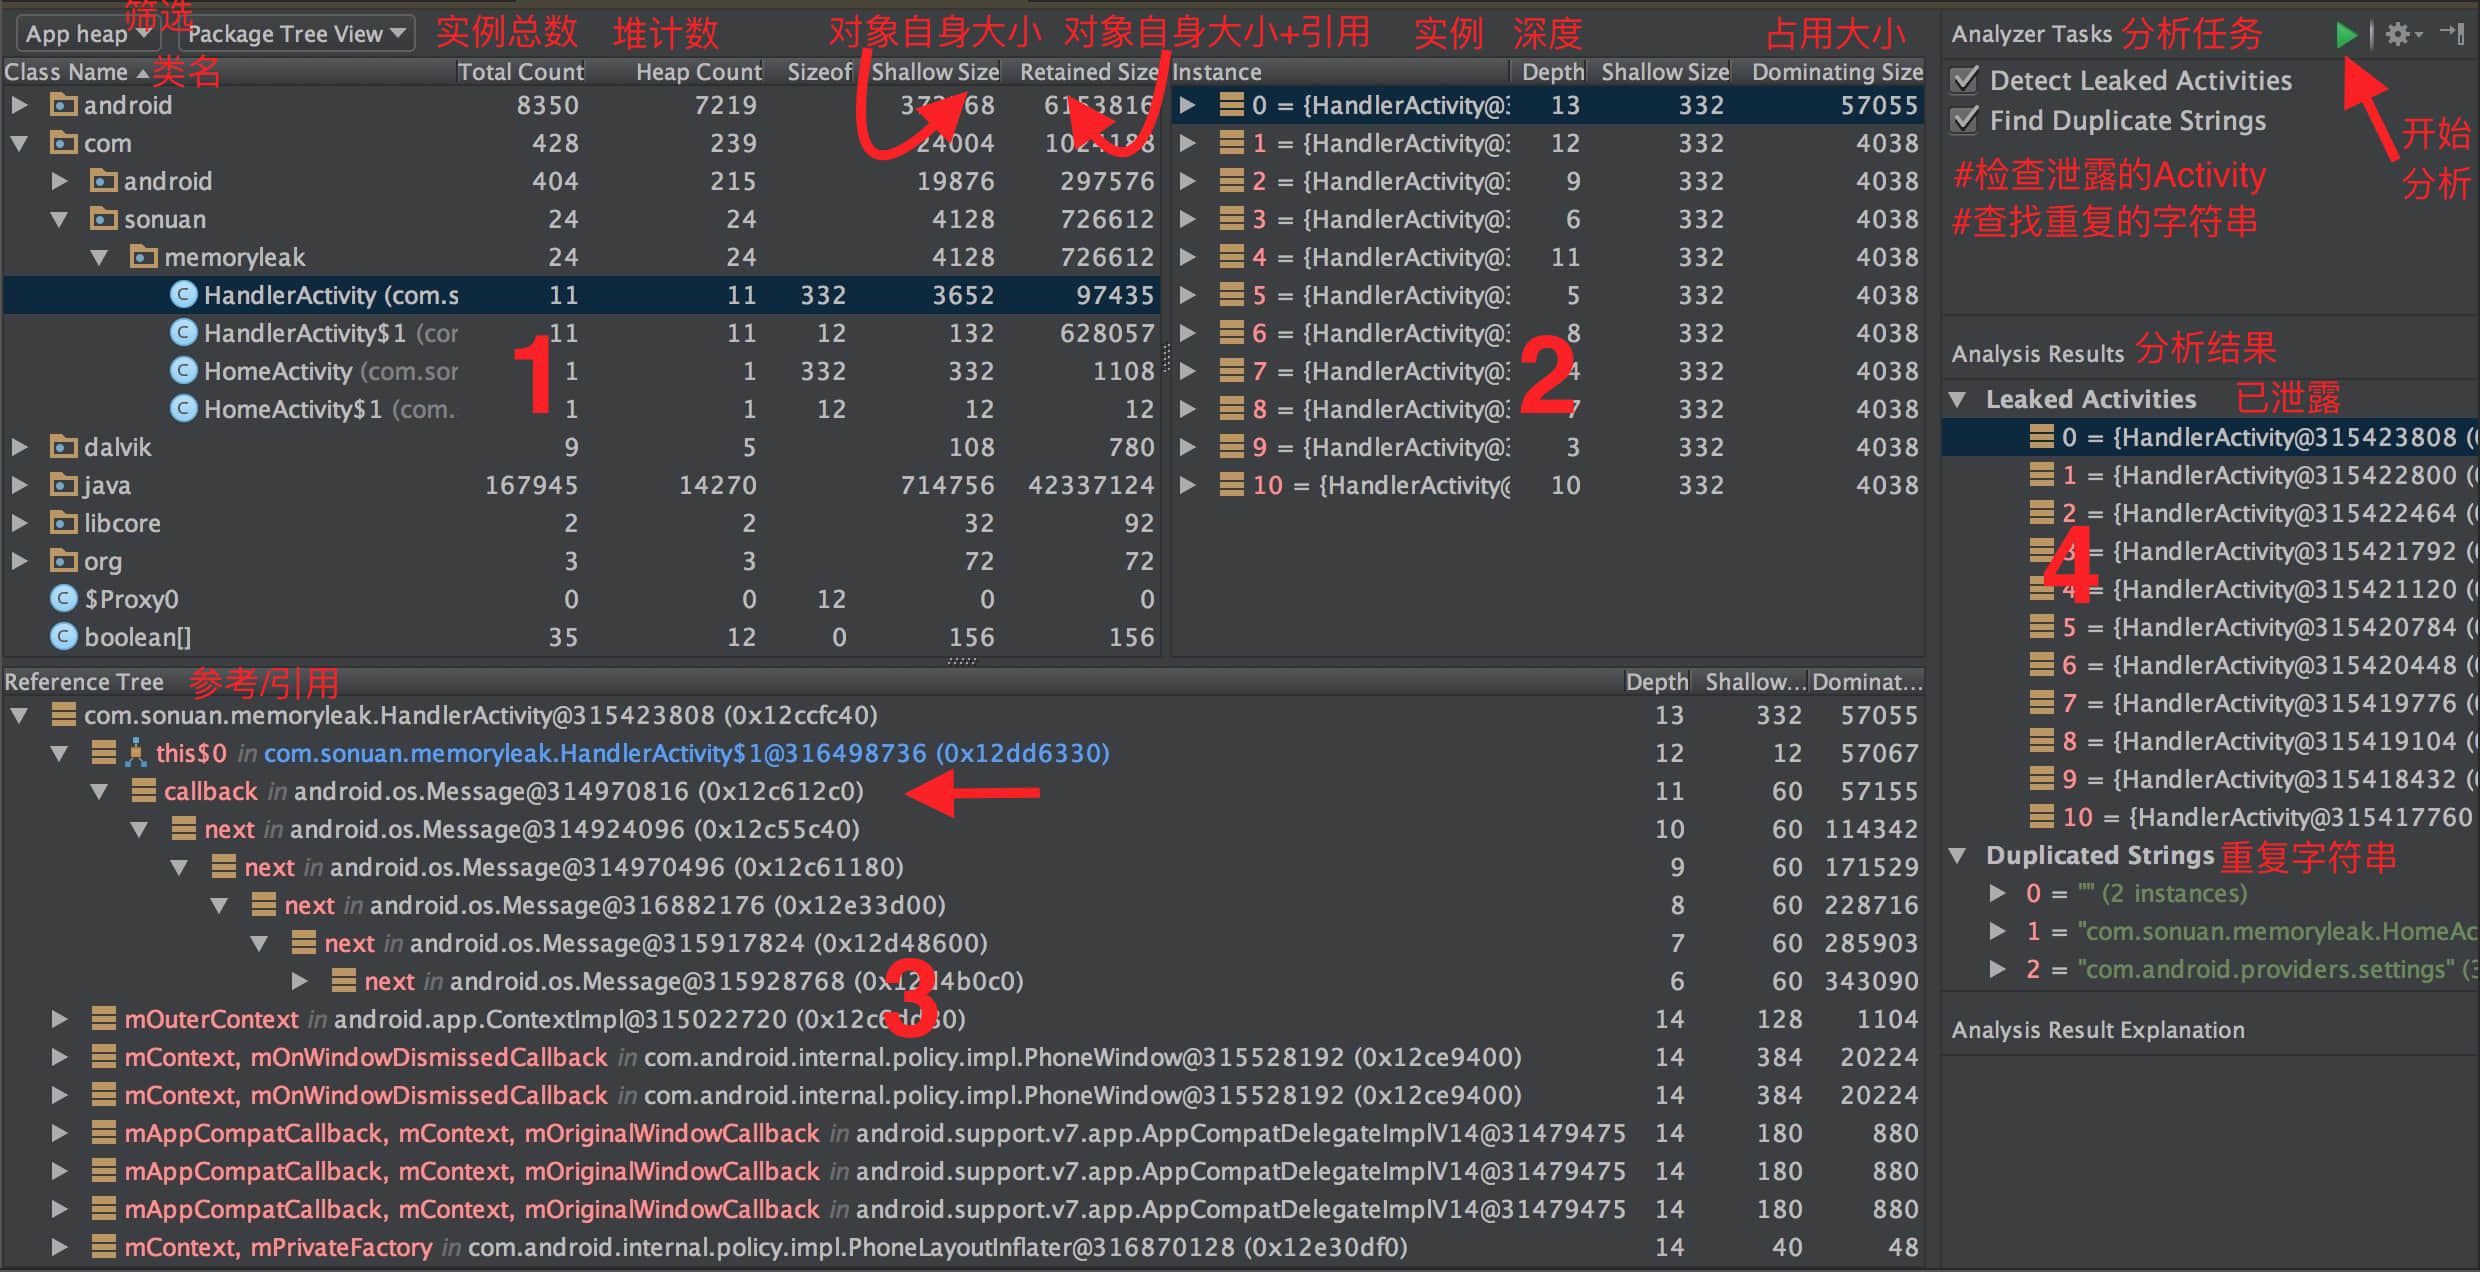 筛选
App heap Package Tree View 实例总数 堆计数 对象自身大小 对象自身大小+引用 实例 深度 占用大小
Class Name 类名 Total Count Heap Count Sizeof Shallow Size Retained Size
android 8350 7219 6153816
com 428 239 24004
android 404 215 19876 297576
sonuan 24 24 4128 726612
memoryleak 24 24 4128 726612
HandlerActivity (com.s 11 11 332 3652 97435
HandlerActivity$1 (cor 11 11 12 132 628057
HomeActivity (com.sor 1 1 332 332 1108
HomeActivity$1 (com. 1 1 12 12 12
dalvik 9 5 108 780
java 167945 14270 714756 42337124
libcore 2 2 32 92
org 3 3 72 72
$Proxy0 0 0 12 0 0
boolean[] 35 12 0 156 156
1
Instance Depth Shallow Size Dominating Size
0 = {HandlerActivity@3 13 332 57055
1 = {HandlerActivity@3 12 332 4038
2 = {HandlerActivity@3 9 332 4038
3 = {HandlerActivity@3 6 332 4038
4 = {HandlerActivity@3 11 332 4038
5 = {HandlerActivity@3 5 332 4038
6 = {HandlerActivity@3 8 332 4038
7 = {HandlerActivity@3 4 332 4038
8 = {HandlerActivity@3 7 332 4038
9 = {HandlerActivity@3 3 332 4038
10 = {HandlerActivity@ 10 332 4038
2
Reference Tree 参考/引用 Depth Shallow... Dominat...
com.sonuan.memoryleak.HandlerActivity@315423808 (0x12ccfc40) 13 332 57055
this$0 in com.sonuan.memoryleak.HandlerActivity$1@316498736 (0x12dd6330) 12 12 57067
callback in android.os.Message@314970816 (0x12c612c0) 11 60 57155
next in android.os.Message@314924096 (0x12c55c40) 10 60 114342
next in android.os.Message@314970496 (0x12c61180) 9 60 171529
next in android.os.Message@316882176 (0x12e33d00) 8 60 228716
next in android.os.Message@315917824 (0x12d48600) 7 60 285903
next in android.os.Message@315928768 (0x12d4b0c0) 6 60 343090
mOuterContext in android.app.ContextImpl@315022720 14 128 1104
mContext, mOnWindowDismissedCallback in com.android.internal.policy.impl.PhoneWindow@315528192 (0x12ce9400) 14 384 20224
mContext, mOnWindowDismissedCallback in com.android.internal.policy.impl.PhoneWindow@315528192 (0x12ce9400) 14 384 20224
mAppCompatCallback, mContext, mOriginalWindowCallback in android.support.v7.app.AppCompatDelegateImplV14@31479475 14 180 880
mAppCompatCallback, mContext, mOriginalWindowCallback in android.support.v7.app.AppCompatDelegateImplV14@31479475 14 180 880
mAppCompatCallback, mContext, mOriginalWindowCallback in android.support.v7.app.AppCompatDelegateImplV14@31479475 14 180 880
mContext, mPrivateFactory in com.android.internal.policy.impl.PhoneLayoutInflater@316870128 (0x12e30df0) 14 40 48
3
Analyzer Tasks 分析任务
Detect Leaked Activities
Find Duplicate Strings
开始
分析
#检查泄露的Activity
#查找重复的字符串
Analysis Results 分析结果
Leaked Activities 已泄露
0 = {HandlerActivity@315423808 (
1 = {HandlerActivity@315422800 (
2 = {HandlerActivity@315422464 (
3 = {HandlerActivity@315421792 (
4 = {HandlerActivity@315421120 (
5 = {HandlerActivity@315420784 (
6 = {HandlerActivity@315420448 (
7 = {HandlerActivity@315419776 (
8 = {HandlerActivity@315419104 (
9 = {HandlerActivity@315418432 (
10 = {HandlerActivity@315417760
4
Duplicated Strings 重复字符串
0 = "" (2 instances)
1 = "com.sonuan.memoryleak.HomeAc
2 = "com.android.providers.settings" (3
Analysis Result Explanation